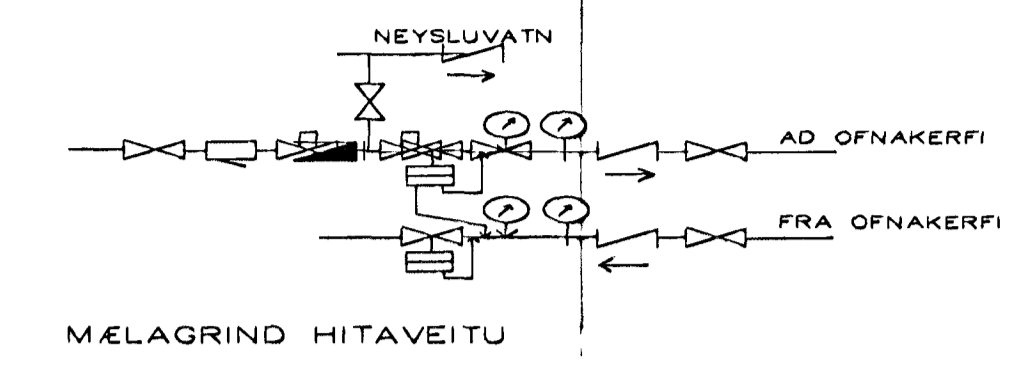 NEYSLUVATN
AD OFNAKERFI
FRA OFNAKERFI
MÆLAGRIND HITAVEITU